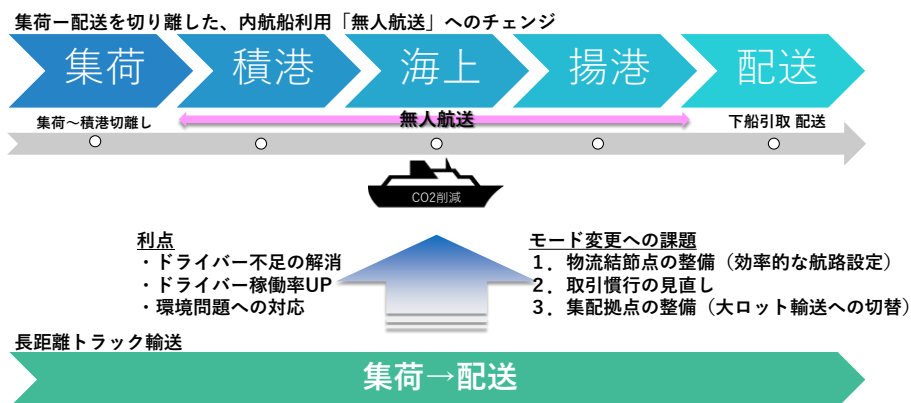 集荷ー配送を切り離した、内航船利用「無人航送」へのチェンジ
集荷 積港 海上 揚港 配送
集荷～積港切離し 無人航送 下船引取 配送
CO2削減
利点
・ドライバー不足の解消
・ドライバー稼働率UP
・環境問題への対応
モード変更への課題
１．物流結節点の整備（効率的な航路設定）
２．取引慣行の見直し
３．集配拠点の整備（大ロット輸送への切替）
長距離トラック輸送
集荷→配送